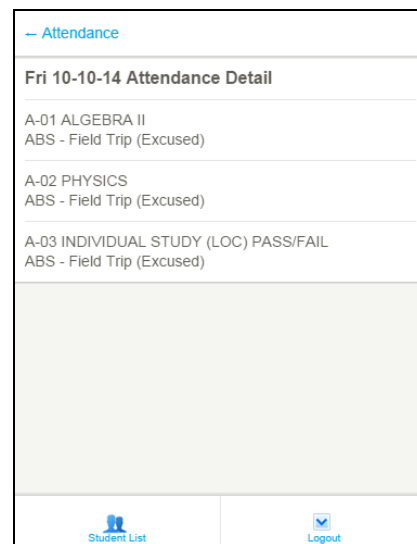 ← Attendance
Fri 10-10-14 Attendance Detail
A-01 ALGEBRA II
ABS - Field Trip (Excused)
A-02 PHYSICS
ABS - Field Trip (Excused)
A-03 INDIVIDUAL STUDY (LOC) PASS/FAIL
ABS - Field Trip (Excused)
Student List
Logout